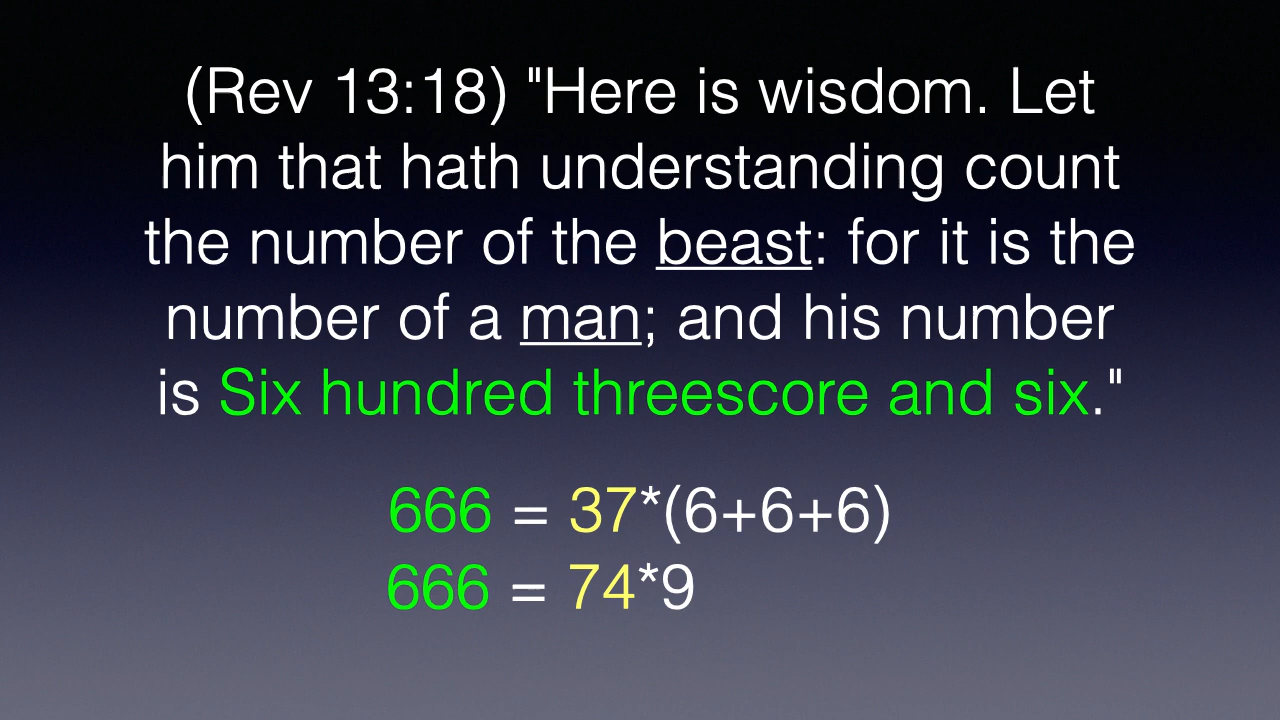 (Rev 13:18) "Here is wisdom. Let
him that hath understanding count
the number of the beast: for it is the
number of a man; and his number
is Six hundred threescore and six."
666 = 37*(6+6+6)
666 = 74*9